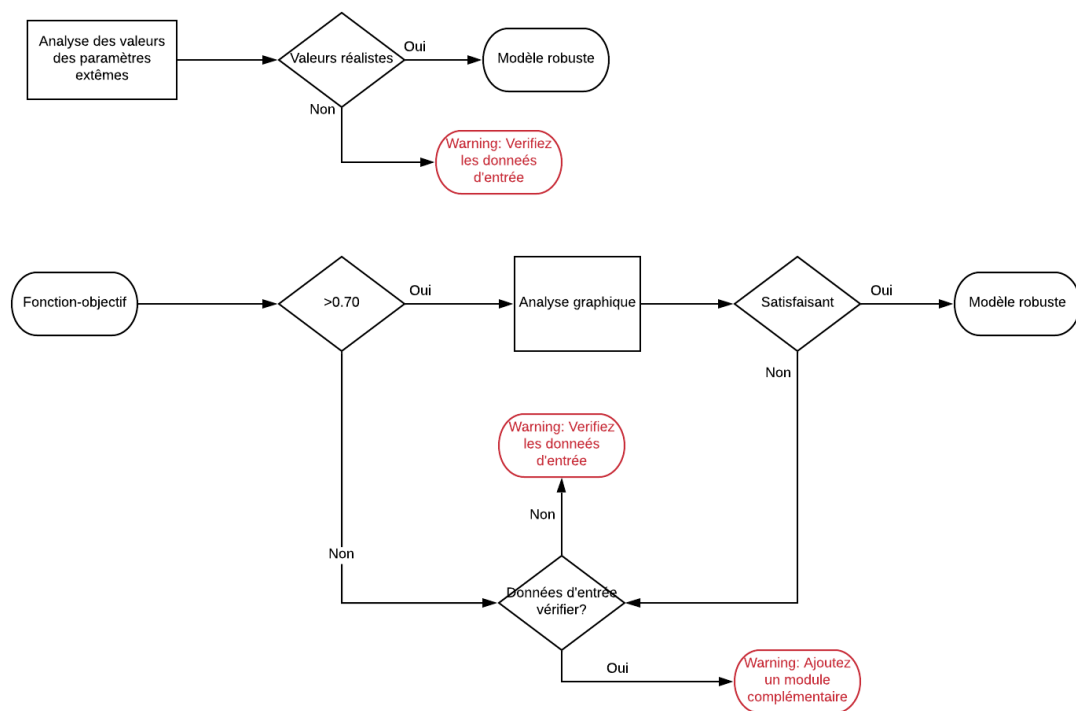 Analyse des valeurs
des paramètres
extêmes
Valeurs réalistes
Oui
Modèle robuste
Non
Warning: Verifiez
les donneés
d'entrée
Fonction-objectif
>0.70
Oui
Analyse graphique
Satisfaisant
Oui
Modèle robuste
Non
Warning: Verifiez
les donneés
d'entrée
Non
Non
Données d'entrée
vérifier?
Oui
Warning: Ajoutez
un module
complémentaire